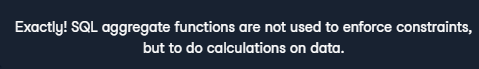 Exactly! SQL aggregate functions are not used to enforce constraints,
but to do calculations on data.